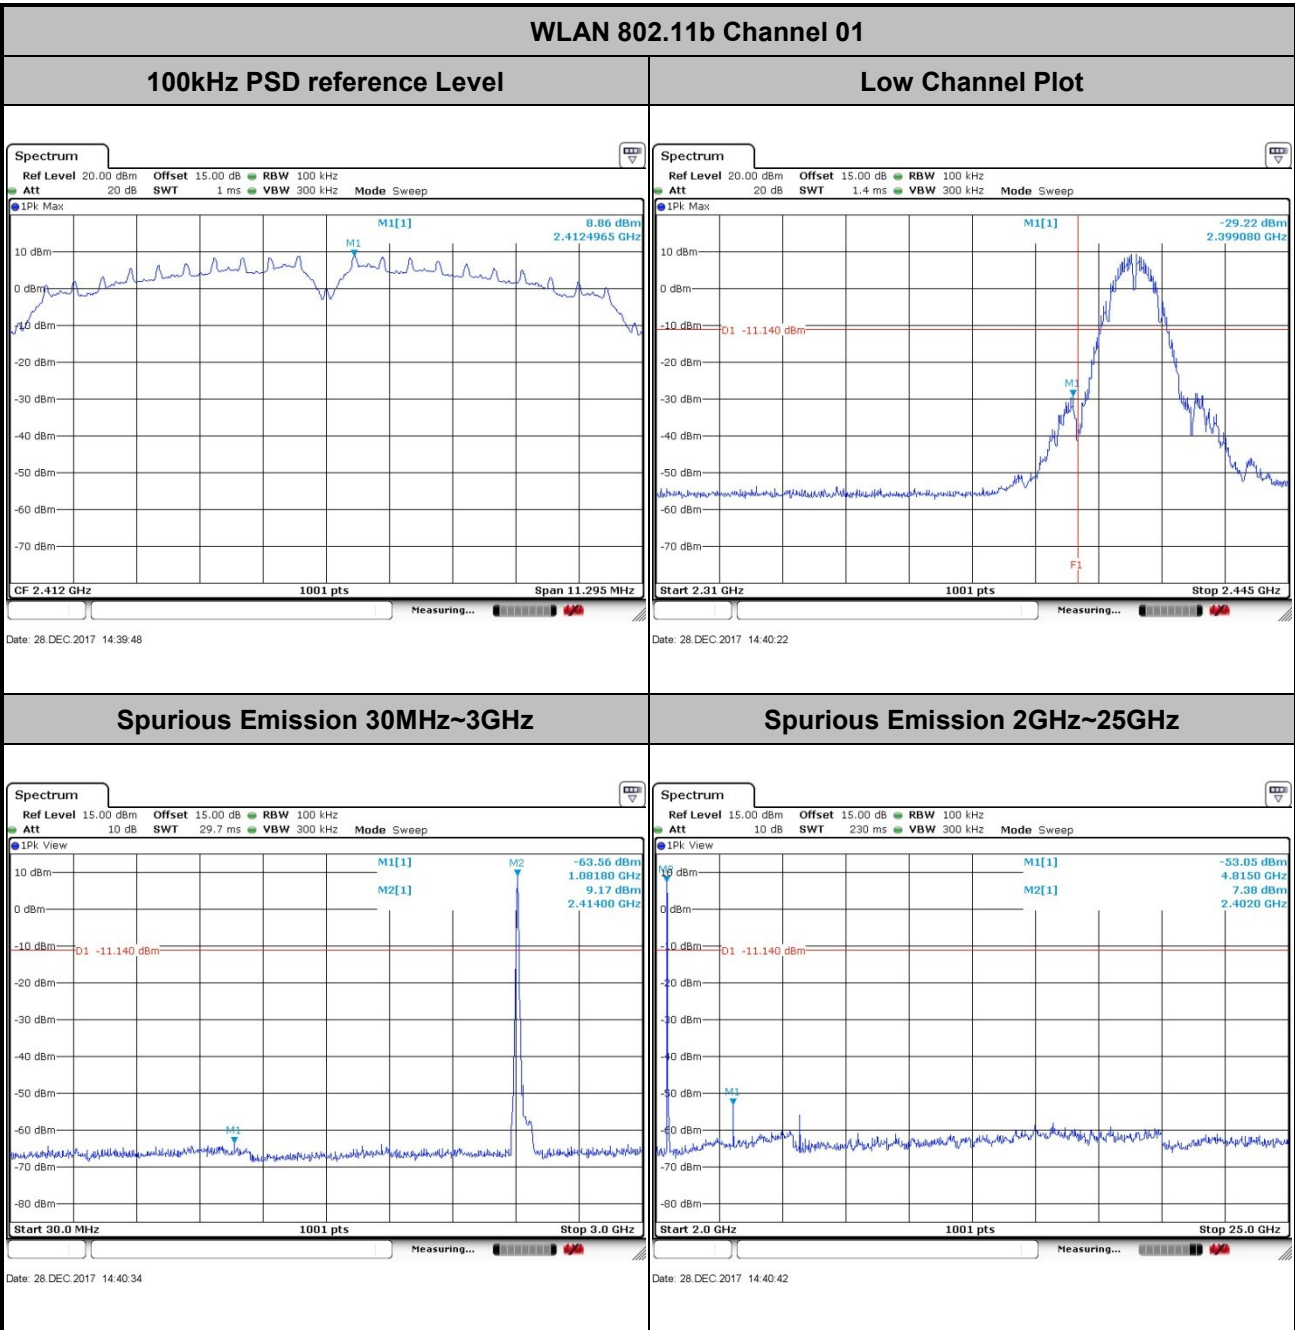 WLAN 802.11b Channel 01
100kHz PSD reference Level
Low Channel Plot
Spectrum
Ref Level 20.00 dBm Offset 15.00 dB RBW 100 kHz
Att 20 dB SWT 1 ms VBW 300 kHz Mode Sweep
1Pk Max
M1[1] 8.86 dBm
2.4124965 GHz
M1
10 dBm
0 dBm
-10 dBm
-20 dBm
-30 dBm
-40 dBm
-50 dBm
-60 dBm
-70 dBm
CF 2.412 GHz 1001 pts Span 11.295 MHz
Measuring...
Date: 28.DEC.2017 14:39:48
Spectrum
Ref Level 20.00 dBm Offset 15.00 dB RBW 100 kHz
Att 20 dB SWT 1.4 ms VBW 300 kHz Mode Sweep
1Pk Max
M1[1] -29.22 dBm
2.399080 GHz
10 dBm
0 dBm
-10 dBm
D1 -11.140 dBm
-20 dBm
M1
-30 dBm
-40 dBm
-50 dBm
-60 dBm
-70 dBm
F1
Start 2.31 GHz 1001 pts Stop 2.445 GHz
Measuring...
Date: 28.DEC.2017 14:40:22
Spurious Emission 30MHz~3GHz
Spurious Emission 2GHz~25GHz
Spectrum
Ref Level 15.00 dBm Offset 15.00 dB RBW 100 kHz
Att 10 dB SWT 29.7 ms VBW 300 kHz Mode Sweep
1Pk View
M1[1] -63.56 dBm
1.08180 GHz
M2[1] 9.17 dBm
2.41400 GHz
M2
10 dBm
0 dBm
-10 dBm
D1 -11.140 dBm
-20 dBm
-30 dBm
-40 dBm
-50 dBm
-60 dBm
M1
-70 dBm
-80 dBm
Start 30.0 MHz 1001 pts Stop 3.0 GHz
Measuring...
Date: 28.DEC.2017 14:40:34
Spectrum
Ref Level 15.00 dBm Offset 15.00 dB RBW 100 kHz
Att 10 dB SWT 230 ms VBW 300 kHz Mode Sweep
1Pk View
M1[1] -53.05 dBm
4.8150 GHz
M2[1] 7.38 dBm
2.4020 GHz
M2
10 dBm
0 dBm
-10 dBm
D1 -11.140 dBm
-20 dBm
-30 dBm
-40 dBm
-50 dBm
M1
-60 dBm
-70 dBm
-80 dBm
Start 2.0 GHz 1001 pts Stop 25.0 GHz
Measuring...
Date: 28.DEC.2017 14:40:42